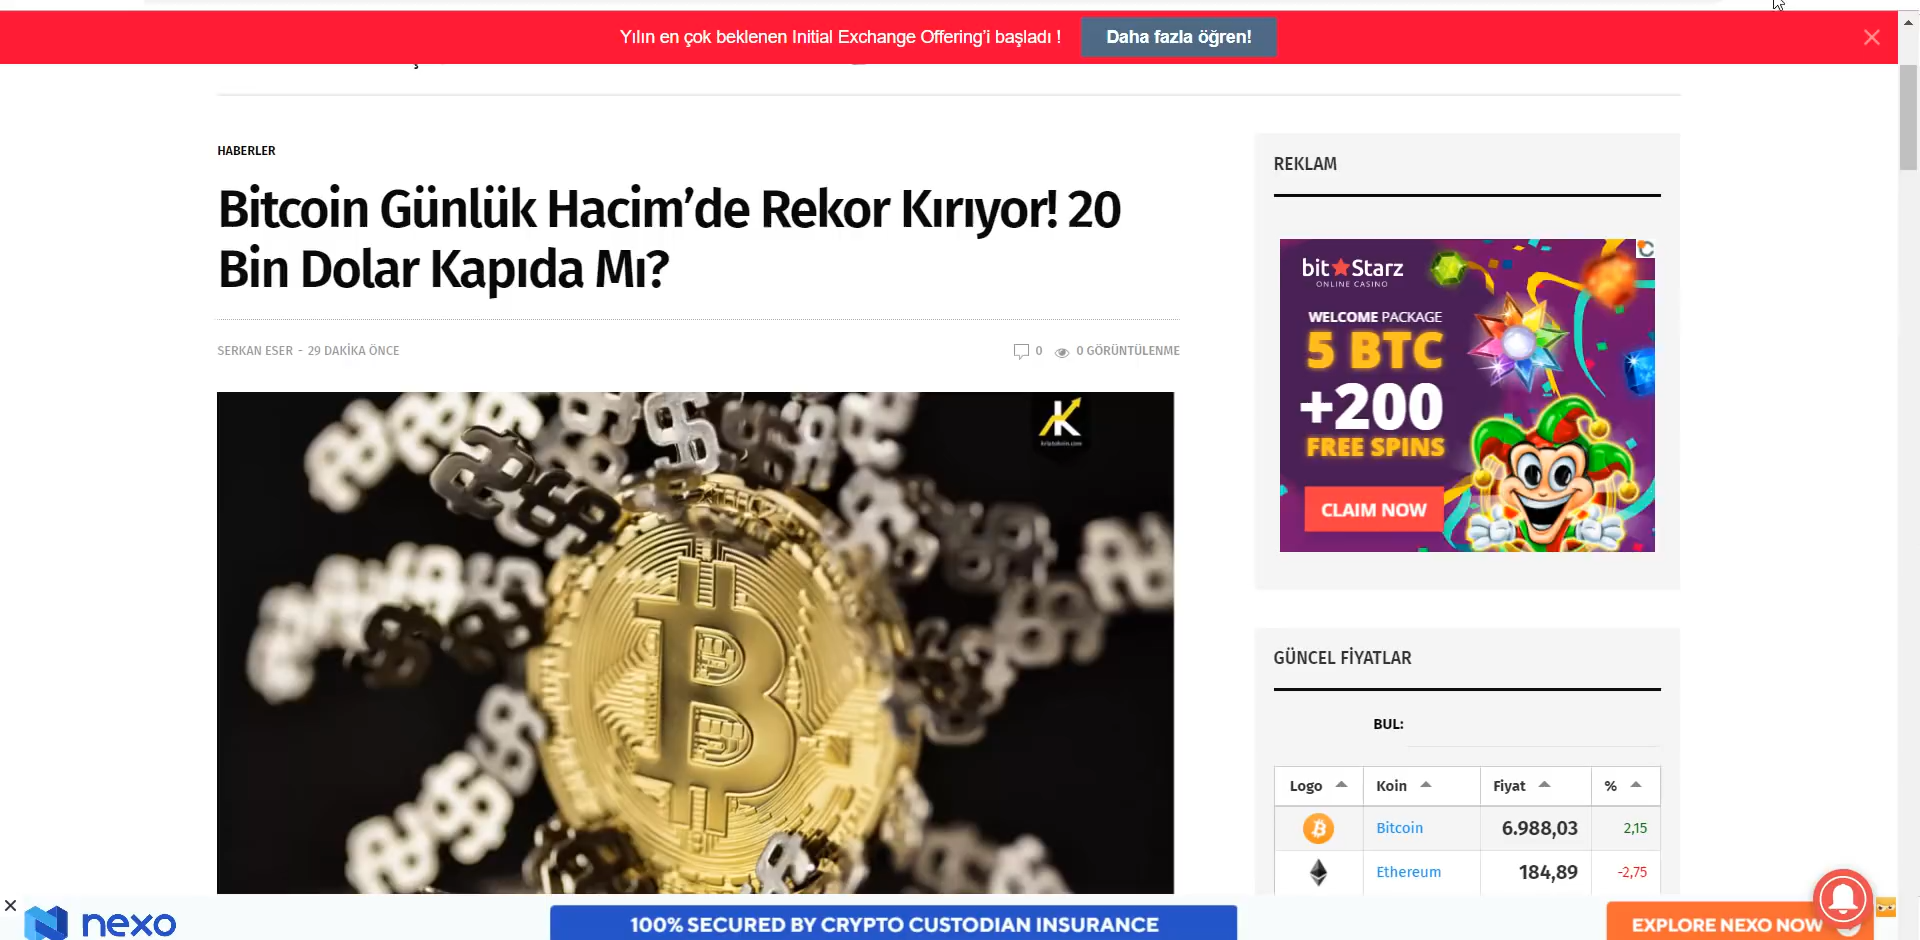 Yılın en çok beklenen Initial Exchange Offering’i başladı !
Daha fazla öğren!
HABERLER
Bitcoin Günlük Hacim’de Rekor Kırıyor! 20
Bin Dolar Kapıda Mı?
SERKAN ESER - 29 DAKİKA ÖNCE
0
0 GÖRÜNTÜLENME
kriptokoin.com
REKLAM
bit Starz
ONLINE CASINO
WELCOME PACKAGE
5 BTC
+200
FREE SPINS
CLAIM NOW
GÜNCEL FİYATLAR
BUL:
Logo Koin Fiyat %
Bitcoin 6.988,03 2,15
Ethereum 184,89 -2,75
nexo
100% SECURED BY CRYPTO CUSTODIAN INSURANCE
EXPLORE NEXO NOW